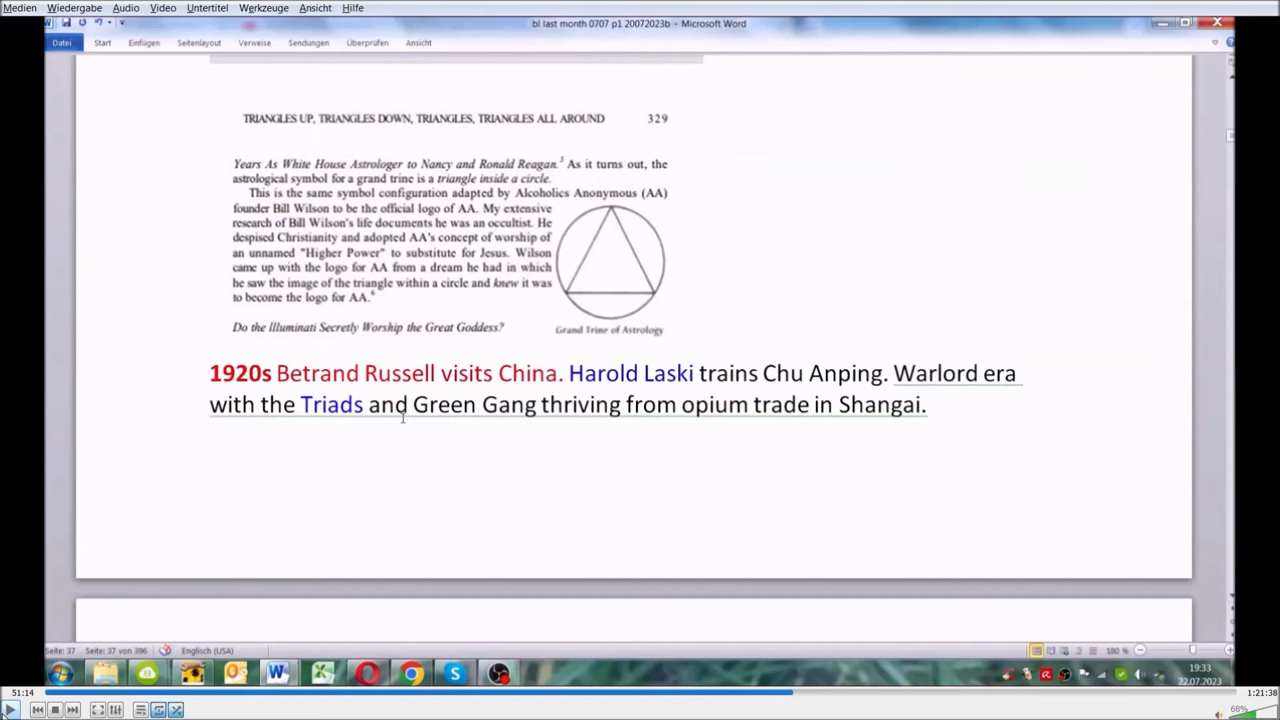 Medien Wiedergabe Audio Video Untertitel Werkzeuge Ansicht Hilfe
bl last month 0707 p1 20072023b - Microsoft Word
Datei Start Einfügen Seitenlayout Verweise Sendungen Überprüfen Ansicht
TRIANGLES UP, TRIANGLES DOWN, TRIANGLES, TRIANGLES ALL AROUND 329
Years As White House Astrologer to Nancy and Ronald Reagan.⁵ As it turns out, the
astrological symbol for a grand trine is a triangle inside a circle.
This is the same symbol configuration adapted by Alcoholics Anonymous (AA)
founder Bill Wilson to be the official logo of AA. My extensive
research of Bill Wilson's life documents he was an occultist. He
despised Christianity and adopted AA's concept of worship of
an unnamed "Higher Power" to substitute for Jesus. Wilson
came up with the logo for AA from a dream he had in which
he saw the image of the triangle within a circle and knew it was
to become the logo for AA.⁶
Do the Illuminati Secretly Worship the Great Goddess?
Grand Trine of Astrology
1920s Betrand Russell visits China. Harold Laski trains Chu Anping. Warlord era
with the Triads and Green Gang thriving from opium trade in Shangai.
Seite: 37 Seite: 37 von 396 Englisch (USA) 180 %
19:33
22.07.2023
51:14 1:21:38
68%